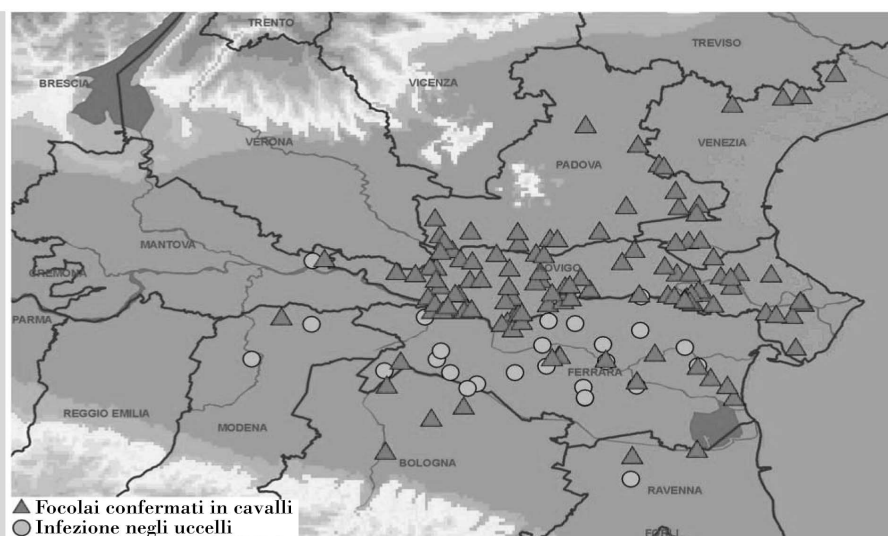 TRENTO
TREVISO
BRESCIA
VICENZA
VERONA
VENEZIA
PADOVA
MANTOVA
CREMONA
ROVIGO
PARMA
FERRARA
REGGIO EMILIA
MODENA
BOLOGNA
RAVENNA
FORLI
Focolai confermati in cavalli
Infezione negli uccelli